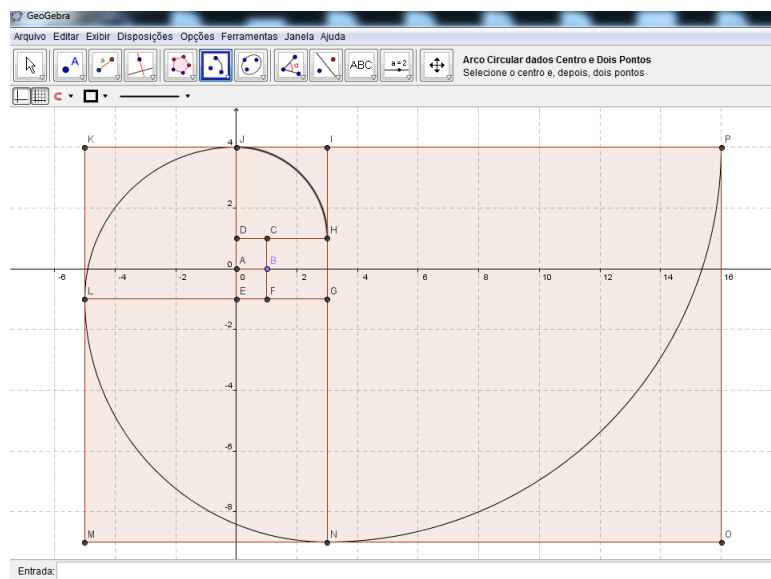 GeoGebra
Arquivo Editar Exibir Disposições Opções Ferramentas Janela Ajuda
A ABC a=2 Arco Circular dados Centro e Dois Pontos
Selecione o centro e, depois, dois pontos
K 4 J I P
2
D C H
0 A B
-6 -4 -2 0 2 4 6 8 10 12 14 16
L E F G
-2
-4
-6
-8
M N O
Entrada: